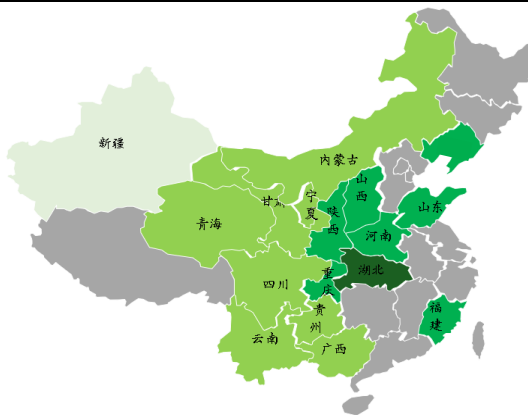 新疆
内蒙古
山西
宁夏
甘肃
陕西
山东
青海
河南
重庆
湖北
四川
贵州
福建
云南
广西